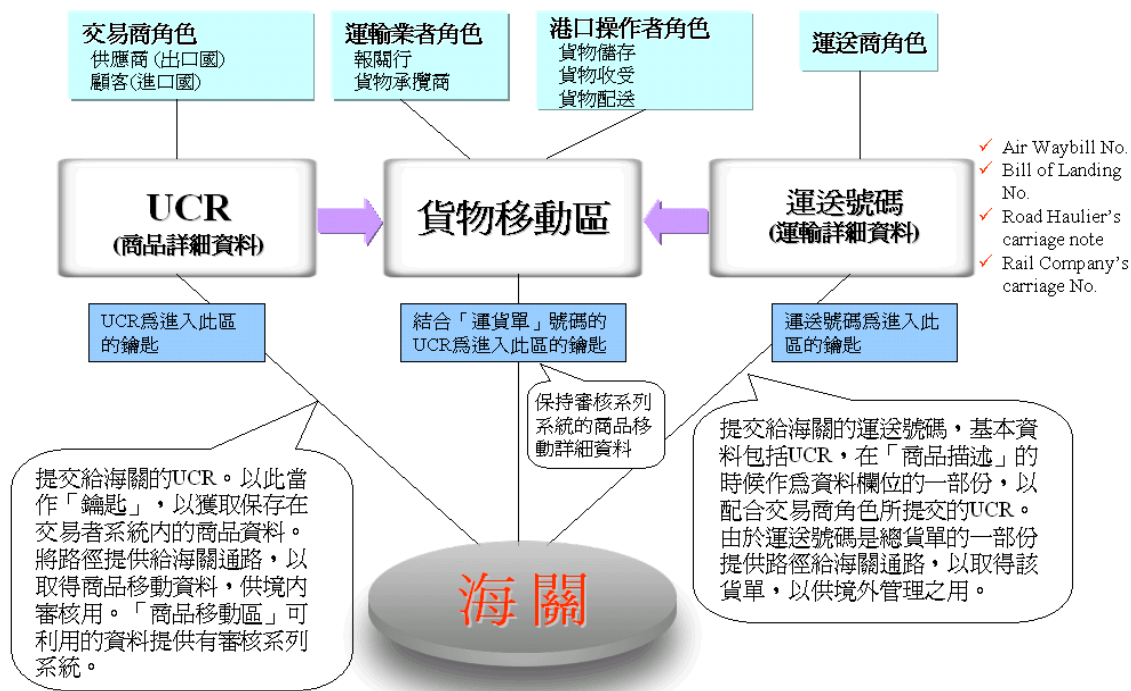 交易商角色
供應商 (出口國)
顧客(進口國)
運輸業者角色
報關行
貨物承攬商
港口操作者角色
貨物儲存
貨物收受
貨物配送
運送商角色
UCR
(商品詳細資料)
貨物移動區
運送號碼
(運輸詳細資料)
✓ Air Waybill No.
✓ Bill of Landing
No.
✓ Road Haulier's
carriage note
✓ Rail Company's
carriage No.
UCR爲進入此區
的鑰匙
結合「運貨單」號碼的
UCR爲進入此區的鑰匙
運送號碼爲進入此
區的鑰匙
保持審核系列
系統的商品移
動詳細資料
提交給海關的UCR。以此當
作「鑰匙」，以獲取保存在
交易者系統內的商品資料。
將路徑提供給海關通路，以
取得商品移動資料，供境內
審核用。「商品移動區」可
利用的資料提供有審核系列
系統。
提交給海關的運送號碼，基本資
料包括UCR，在「商品描述」的
時候作爲資料欄位的一部份，以
配合交易商角色所提交的UCR。
由於運送號碼是總貨單的一部份
提供路徑給海關通路，以取得該
貨單，以供境外管理之用。
海關